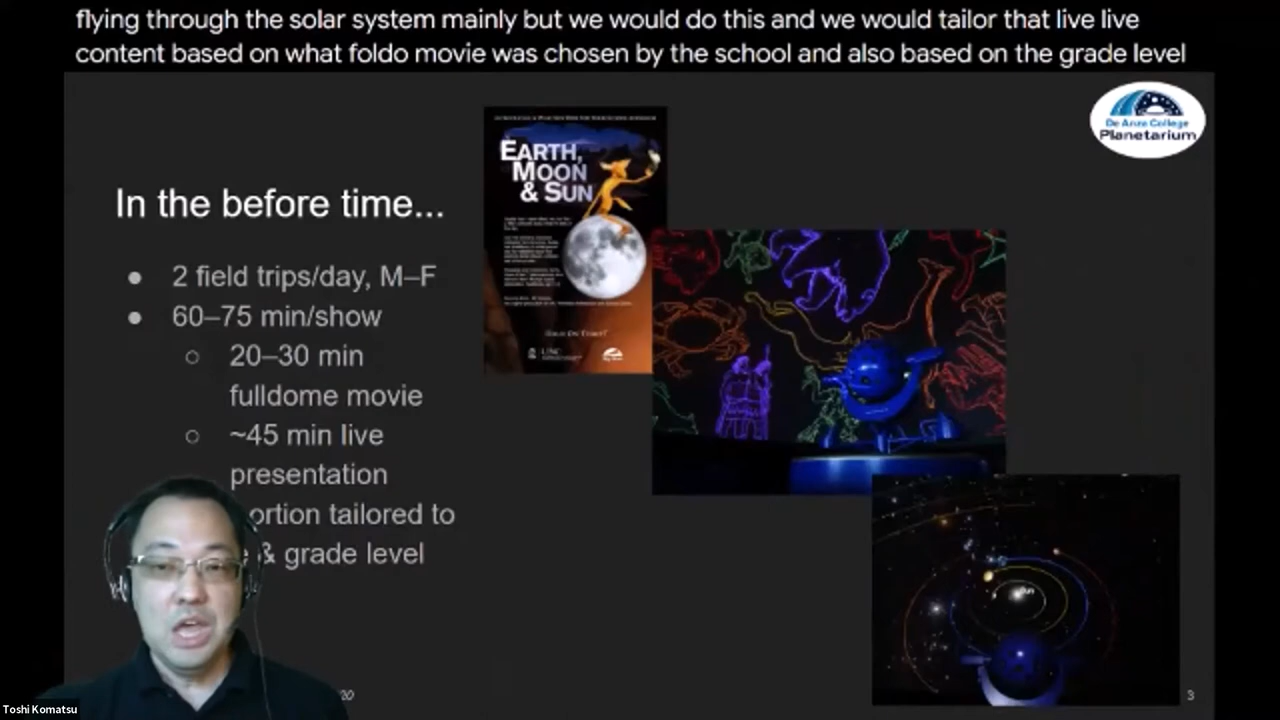 flying through the solar system mainly but we would do this and we would tailor that live live
content based on what foldo movie was chosen by the school and also based on the grade level
De Anza College
Planetarium
In the before time...
● 2 field trips/day, M–F
● 60–75 min/show
○ 20–30 min
fulldome movie
○ ~45 min live
presentation
ortion tailored to
e & grade level
EARTH,
MOON
& SUN
Sun
20
3
Toshi Komatsu